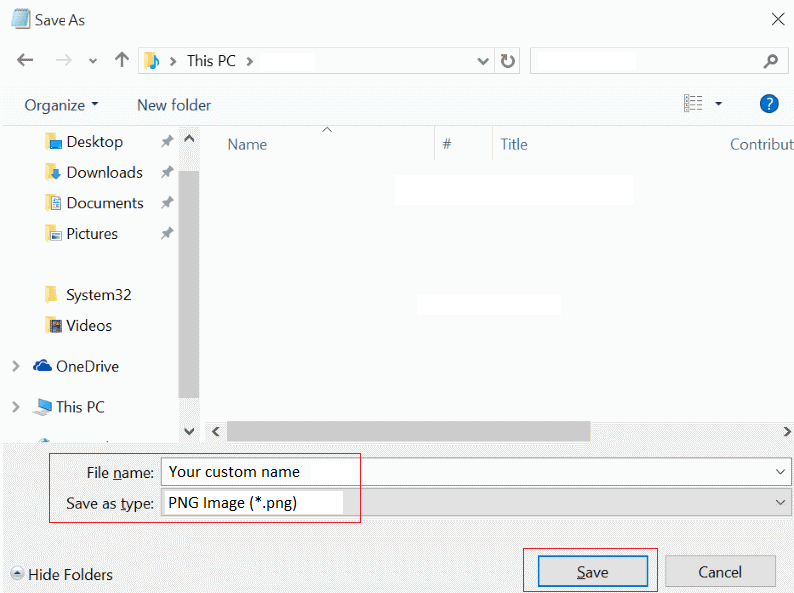 Save As
This PC
Organize
New folder
?
Name
#
Title
Contribut
Desktop
Downloads
Documents
Pictures
System32
Videos
OneDrive
This PC
File name: Your custom name
Save as type: PNG Image (*.png)
Hide Folders
Save
Cancel